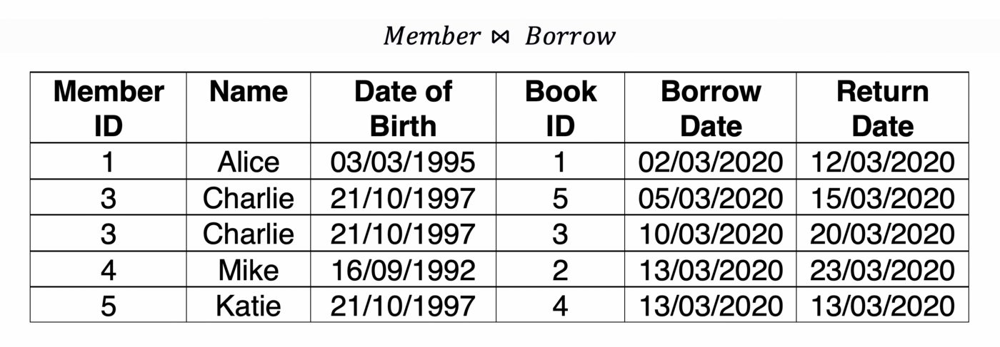 Member ⋈ Borrow
Member ID Name Date of Birth Book ID Borrow Date Return Date
1 Alice 03/03/1995 1 02/03/2020 12/03/2020
3 Charlie 21/10/1997 5 05/03/2020 15/03/2020
3 Charlie 21/10/1997 3 10/03/2020 20/03/2020
4 Mike 16/09/1992 2 13/03/2020 23/03/2020
5 Katie 21/10/1997 4 13/03/2020 13/03/2020